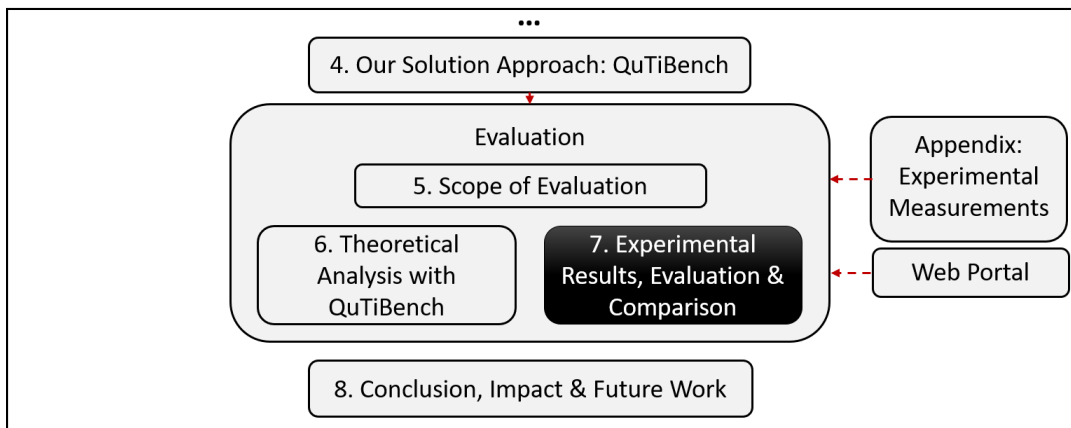 ...
4. Our Solution Approach: QuTiBench
Evaluation
5. Scope of Evaluation
6. Theoretical
Analysis with
QuTiBench
7. Experimental
Results, Evaluation &
Comparison
Appendix:
Experimental
Measurements
Web Portal
8. Conclusion, Impact & Future Work